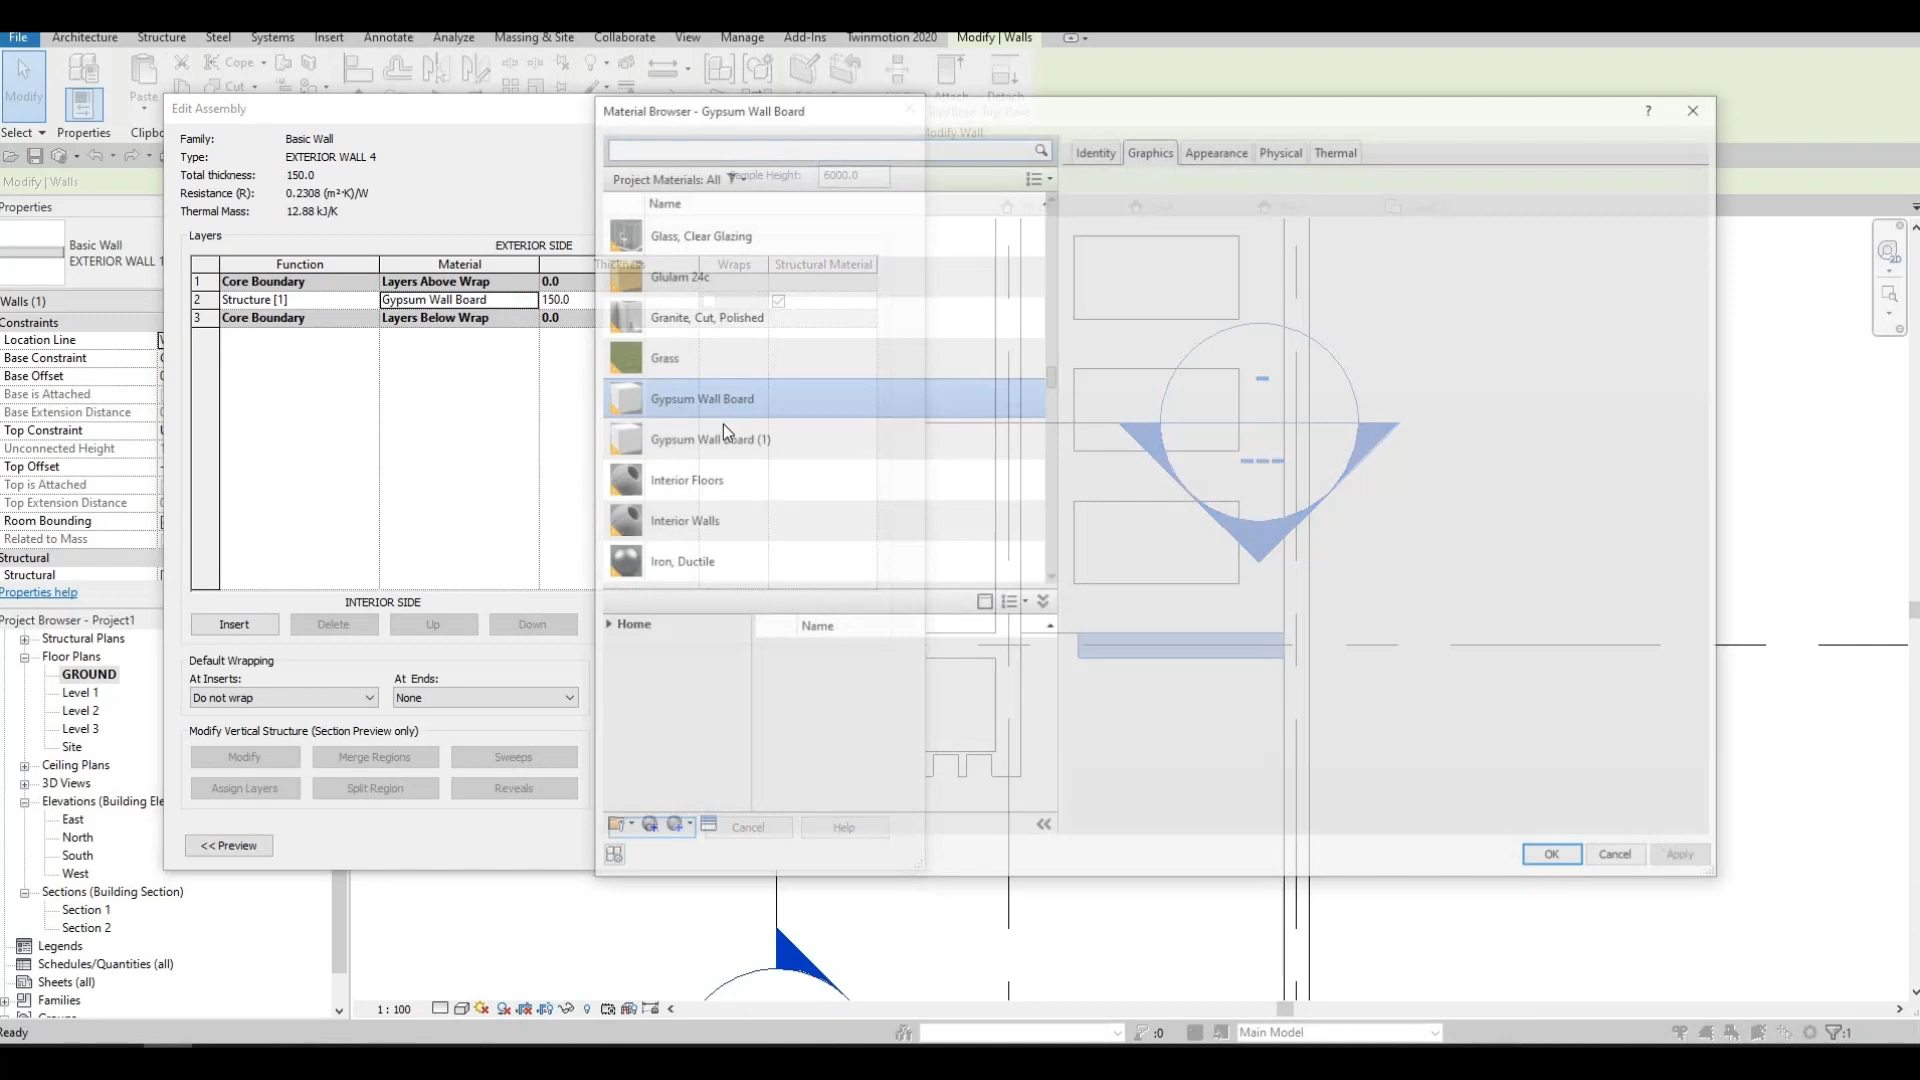 File Architecture Structure Steel Systems Insert Annotate Analyze Massing & Site Collaborate View Manage Add-Ins Twinmotion 2020 Modify | Walls
Cope
Modify Paste Cut Attach Detach
Select Properties
Modify Wall
Modify | Walls
Properties
Basic Wall
EXTERIOR WALL 1
Walls (1)
Constraints
Location Line
Base Constraint
Base Offset
Base is Attached
Base Extension Distance
Top Constraint
Unconnected Height
Top Offset
Top is Attached
Top Extension Distance
Room Bounding
Related to Mass
Structural
Structural
Properties help
Project Browser - Project1
Structural Plans
Floor Plans
GROUND
Level 1
Level 2
Level 3
Site
Ceiling Plans
3D Views
Elevations (Building Ele
East
North
South
West
Sections (Building Section)
Section 1
Section 2
Legends
Schedules/Quantities (all)
Sheets (all)
Families
Ready
Edit Assembly
Family: Basic Wall
Type: EXTERIOR WALL 4
Total thickness: 150.0
Resistance (R): 0.2308 (m²·K)/W
Thermal Mass: 12.88 kJ/K
Sample Height: 6000.0
Layers
EXTERIOR SIDE
Function Material Thickness Wraps Structural Material
1 Core Boundary Layers Above Wrap 0.0
2 Structure [1] Gypsum Wall Board 150.0
3 Core Boundary Layers Below Wrap 0.0
INTERIOR SIDE
Insert Delete Up Down
Default Wrapping
At Inserts: At Ends:
Do not wrap None
Modify Vertical Structure (Section Preview only)
Modify Merge Regions Sweeps
Assign Layers Split Region Reveals
<< Preview Cancel Help
Material Browser - Gypsum Wall Board
? 
Project Materials: All
Name
Glass, Clear Glazing
Glulam 24c
Granite, Cut, Polished
Grass
Gypsum Wall Board
Gypsum Wall Board (1)
Interior Floors
Interior Walls
Iron, Ductile
Home Name
Identity Graphics Appearance Physical Thermal
OK Cancel Apply
1 : 100
:0 Main Model :1